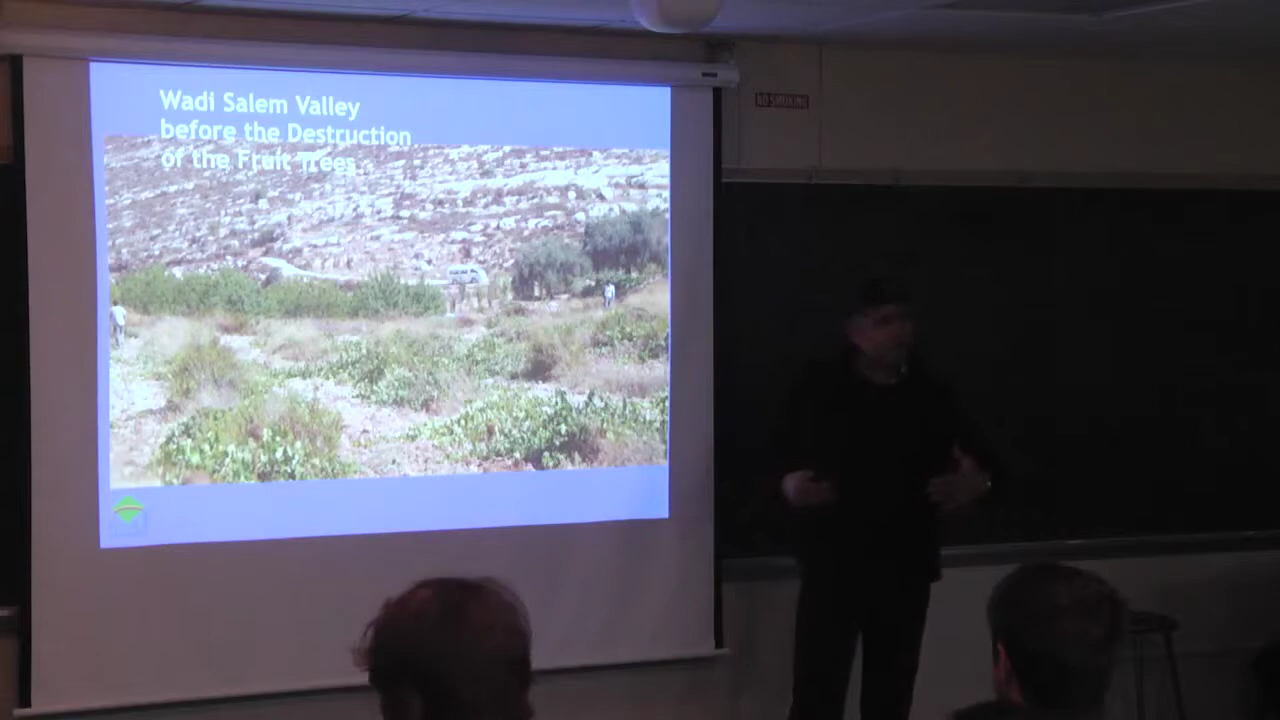 Wadi Salem Valley
before the Destruction
of the Fruit Trees
NO SMOKING